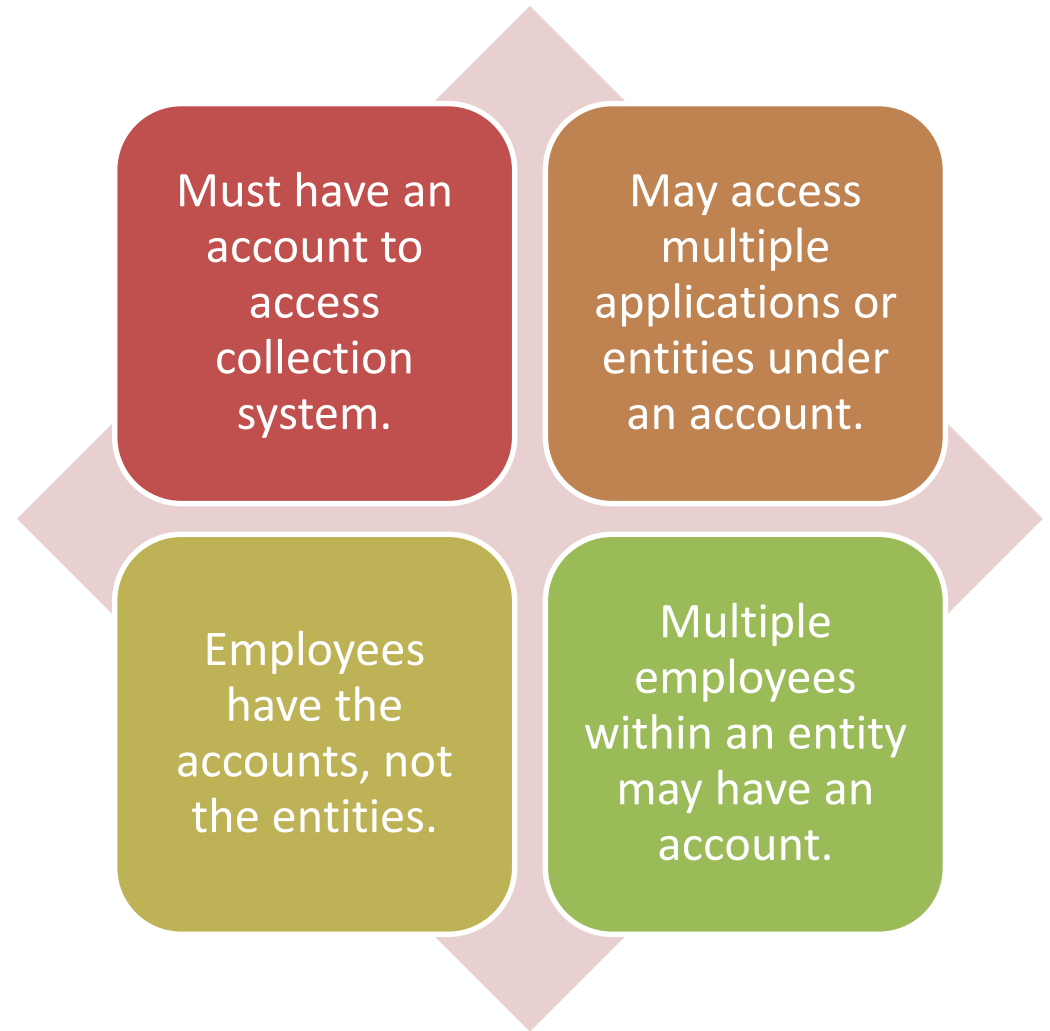 Must have an
account to
access
collection
system.
May access
multiple
applications or
entities under
an account.
Employees
have the
accounts, not
the entities.
Multiple
employees
within an entity
may have an
account.